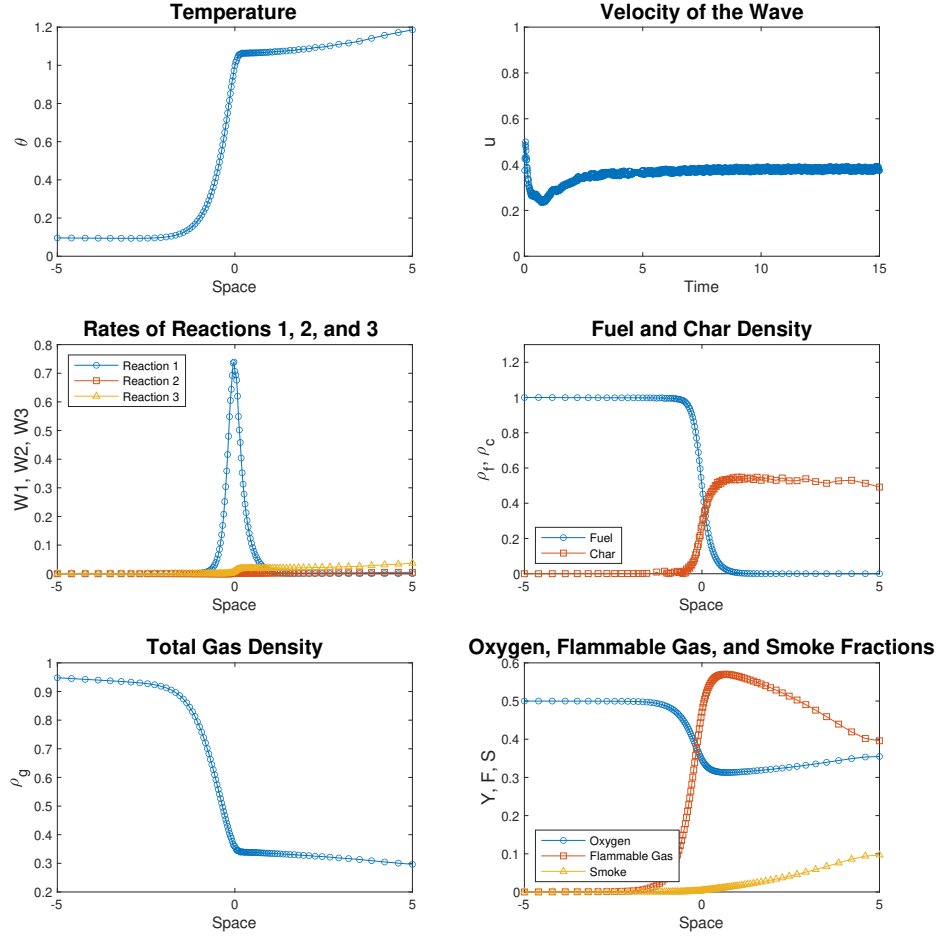 Temperature
1.2
1
0.8
0.6
0.4
0.2
0
θ
-5
0
5
Space
Velocity of the Wave
1
0.8
0.6
0.4
0.2
0
u
0
5
10
15
Time
Rates of Reactions 1, 2, and 3
0.8
0.7
0.6
0.5
0.4
0.3
0.2
0.1
0
W1, W2, W3
Reaction 1
Reaction 2
Reaction 3
-5
0
5
Space
Fuel and Char Density
1.2
1
0.8
0.6
0.4
0.2
0
ρ_f, ρ_c
Fuel
Char
-5
0
5
Space
Total Gas Density
1
0.9
0.8
0.7
0.6
0.5
0.4
0.3
0.2
ρ_g
-5
0
5
Space
Oxygen, Flammable Gas, and Smoke Fractions
0.6
0.5
0.4
0.3
0.2
0.1
0
Y, F, S
Oxygen
Flammable Gas
Smoke
-5
0
5
Space